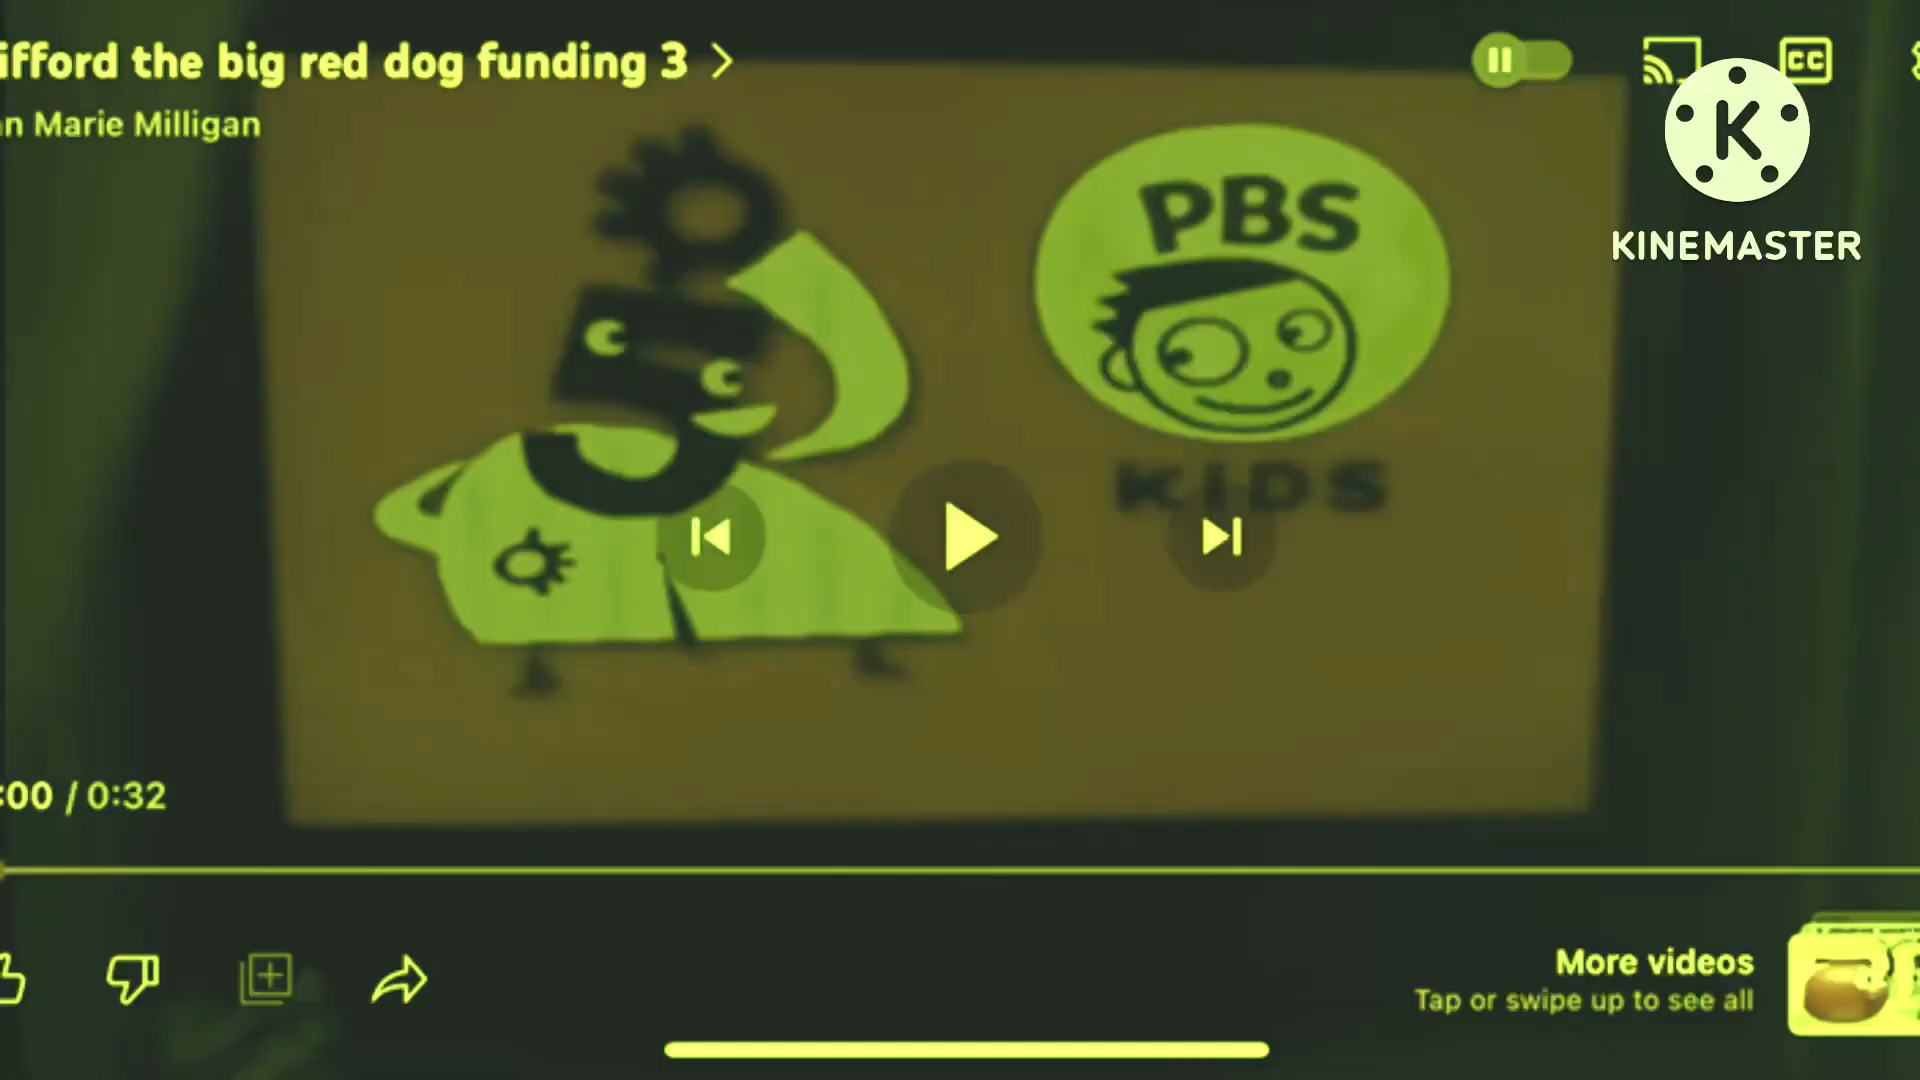 ifford the big red dog funding 3
n Marie Milligan
CC
K
KINEMASTER
PBS
KIDS
:00 / 0:32
More videos
Tap or swipe up to see all